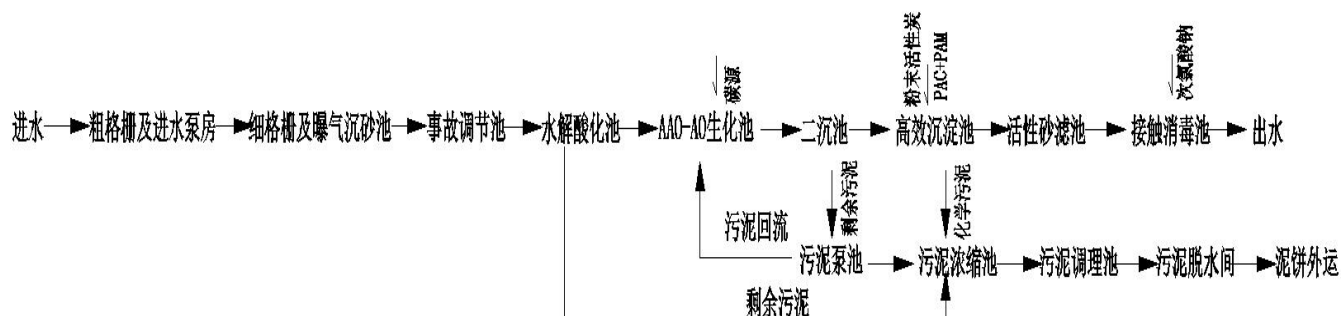 碳源
粉末活性炭
PAC+PAM
次氯酸钠
进水
粗格栅及进水泵房
细格栅及曝气沉砂池
事故调节池
水解酸化池
AAO-AO生化池
二沉池
高效沉淀池
活性砂滤池
接触消毒池
出水
剩余污泥
化学污泥
污泥回流
污泥泵池
污泥浓缩池
污泥调理池
污泥脱水间
泥饼外运
剩余污泥